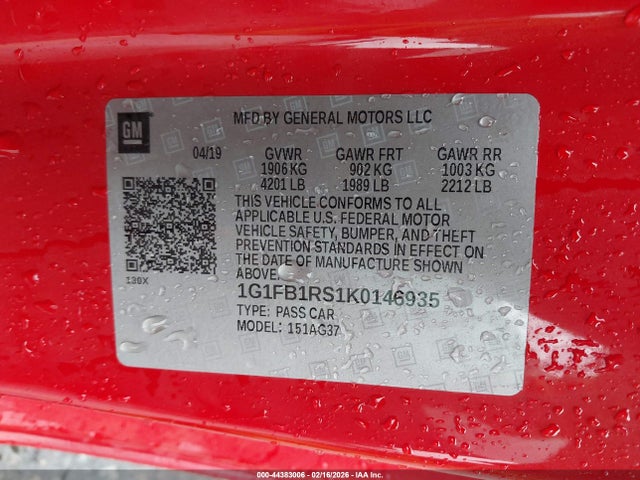 GM
MFD BY GENERAL MOTORS LLC
04/19 GVWR GAWR FRT GAWR RR
1906 KG 902 KG 1003 KG
4201 LB 1989 LB 2212 LB
THIS VEHICLE CONFORMS TO ALL
APPLICABLE U.S. FEDERAL MOTOR
VEHICLE SAFETY, BUMPER, AND THEFT
PREVENTION STANDARDS IN EFFECT ON
THE DATE OF MANUFACTURE SHOWN
ABOVE.
138X
1G1FB1RS1K0146935
TYPE: PASS CAR
MODEL: 151AG37
000-44383006 - 02/16/2026 - IAAI.COM